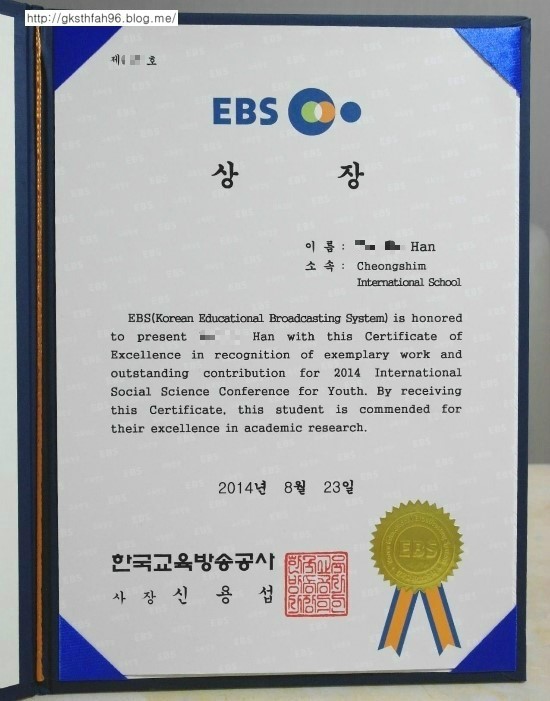 http://gksthfah96.blog.me/
제 호
EBS
상 장
이 름 : Han
소 속 : Cheongshim
International School
EBS(Korean Educational Broadcasting System) is honored
to present Han with this Certificate of
Excellence in recognition of exemplary work and
outstanding contribution for 2014 International
Social Science Conference for Youth. By receiving
this Certificate, this student is commended for
their excellence in academic research.
2014년 8월 23일
한국교육방송공사
사 장 신 용 섭
EBS